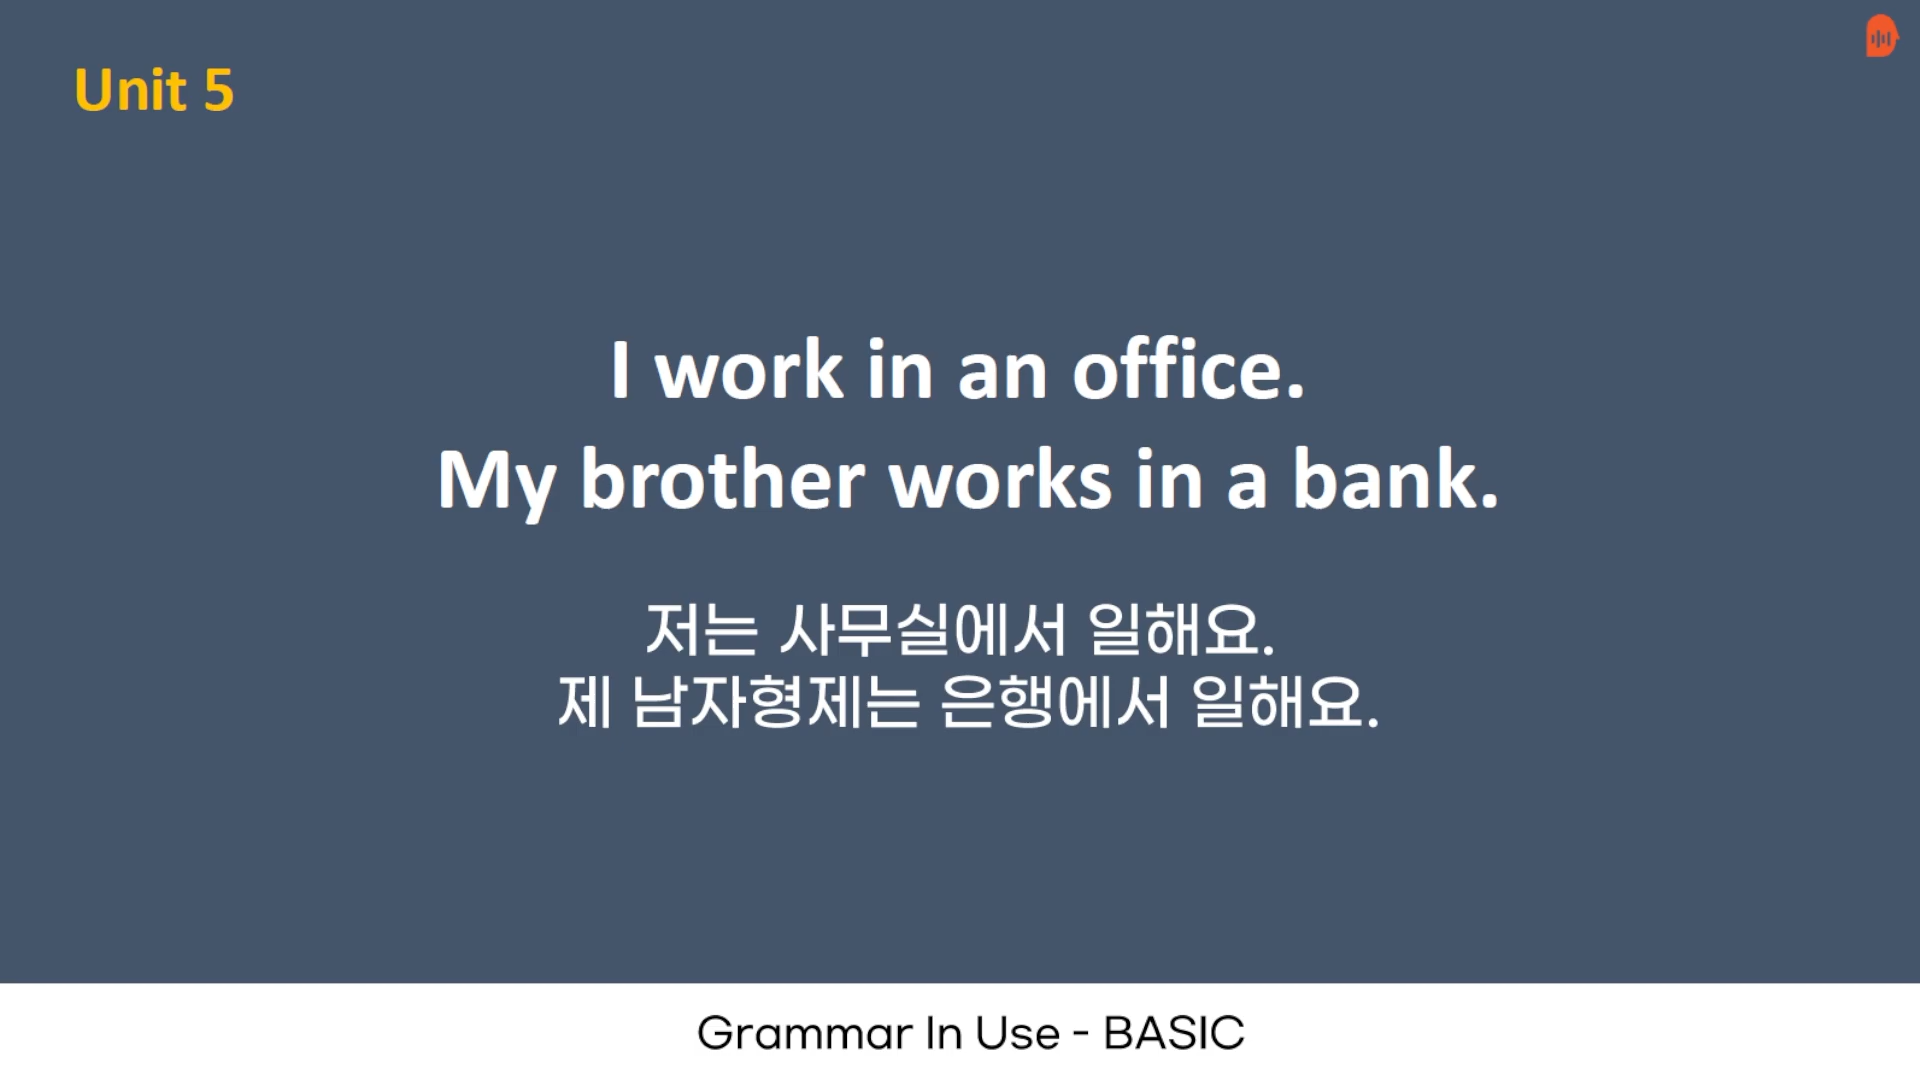 Unit 5
I work in an office.
My brother works in a bank.
저는 사무실에서 일해요.
제 남자형제는 은행에서 일해요.
Grammar In Use - BASIC